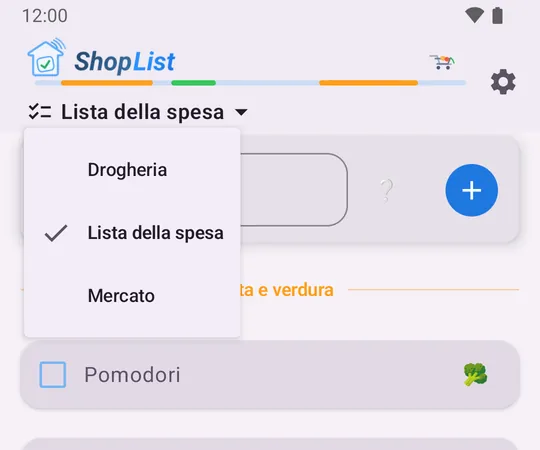 12:00
ShopList
Lista della spesa
Drogheria
Lista della spesa
Mercato
ta e verdura
Pomodori